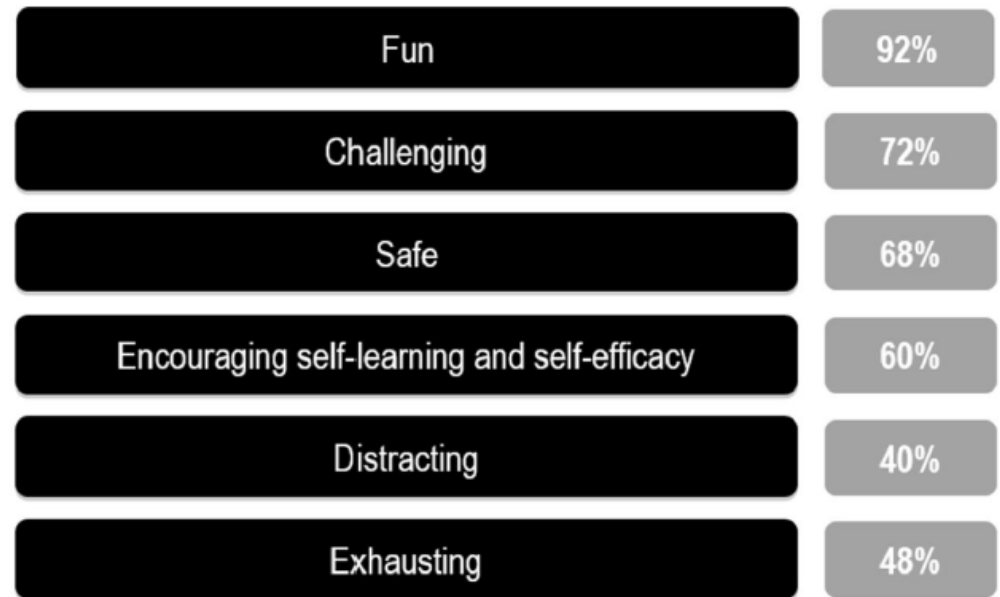 Fun 92%
Challenging 72%
Safe 68%
Encouraging self-learning and self-efficacy 60%
Distracting 40%
Exhausting 48%